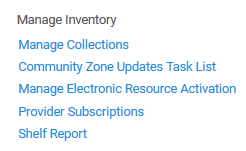 Manage Inventory
Manage Collections
Community Zone Updates Task List
Manage Electronic Resource Activation
Provider Subscriptions
Shelf Report